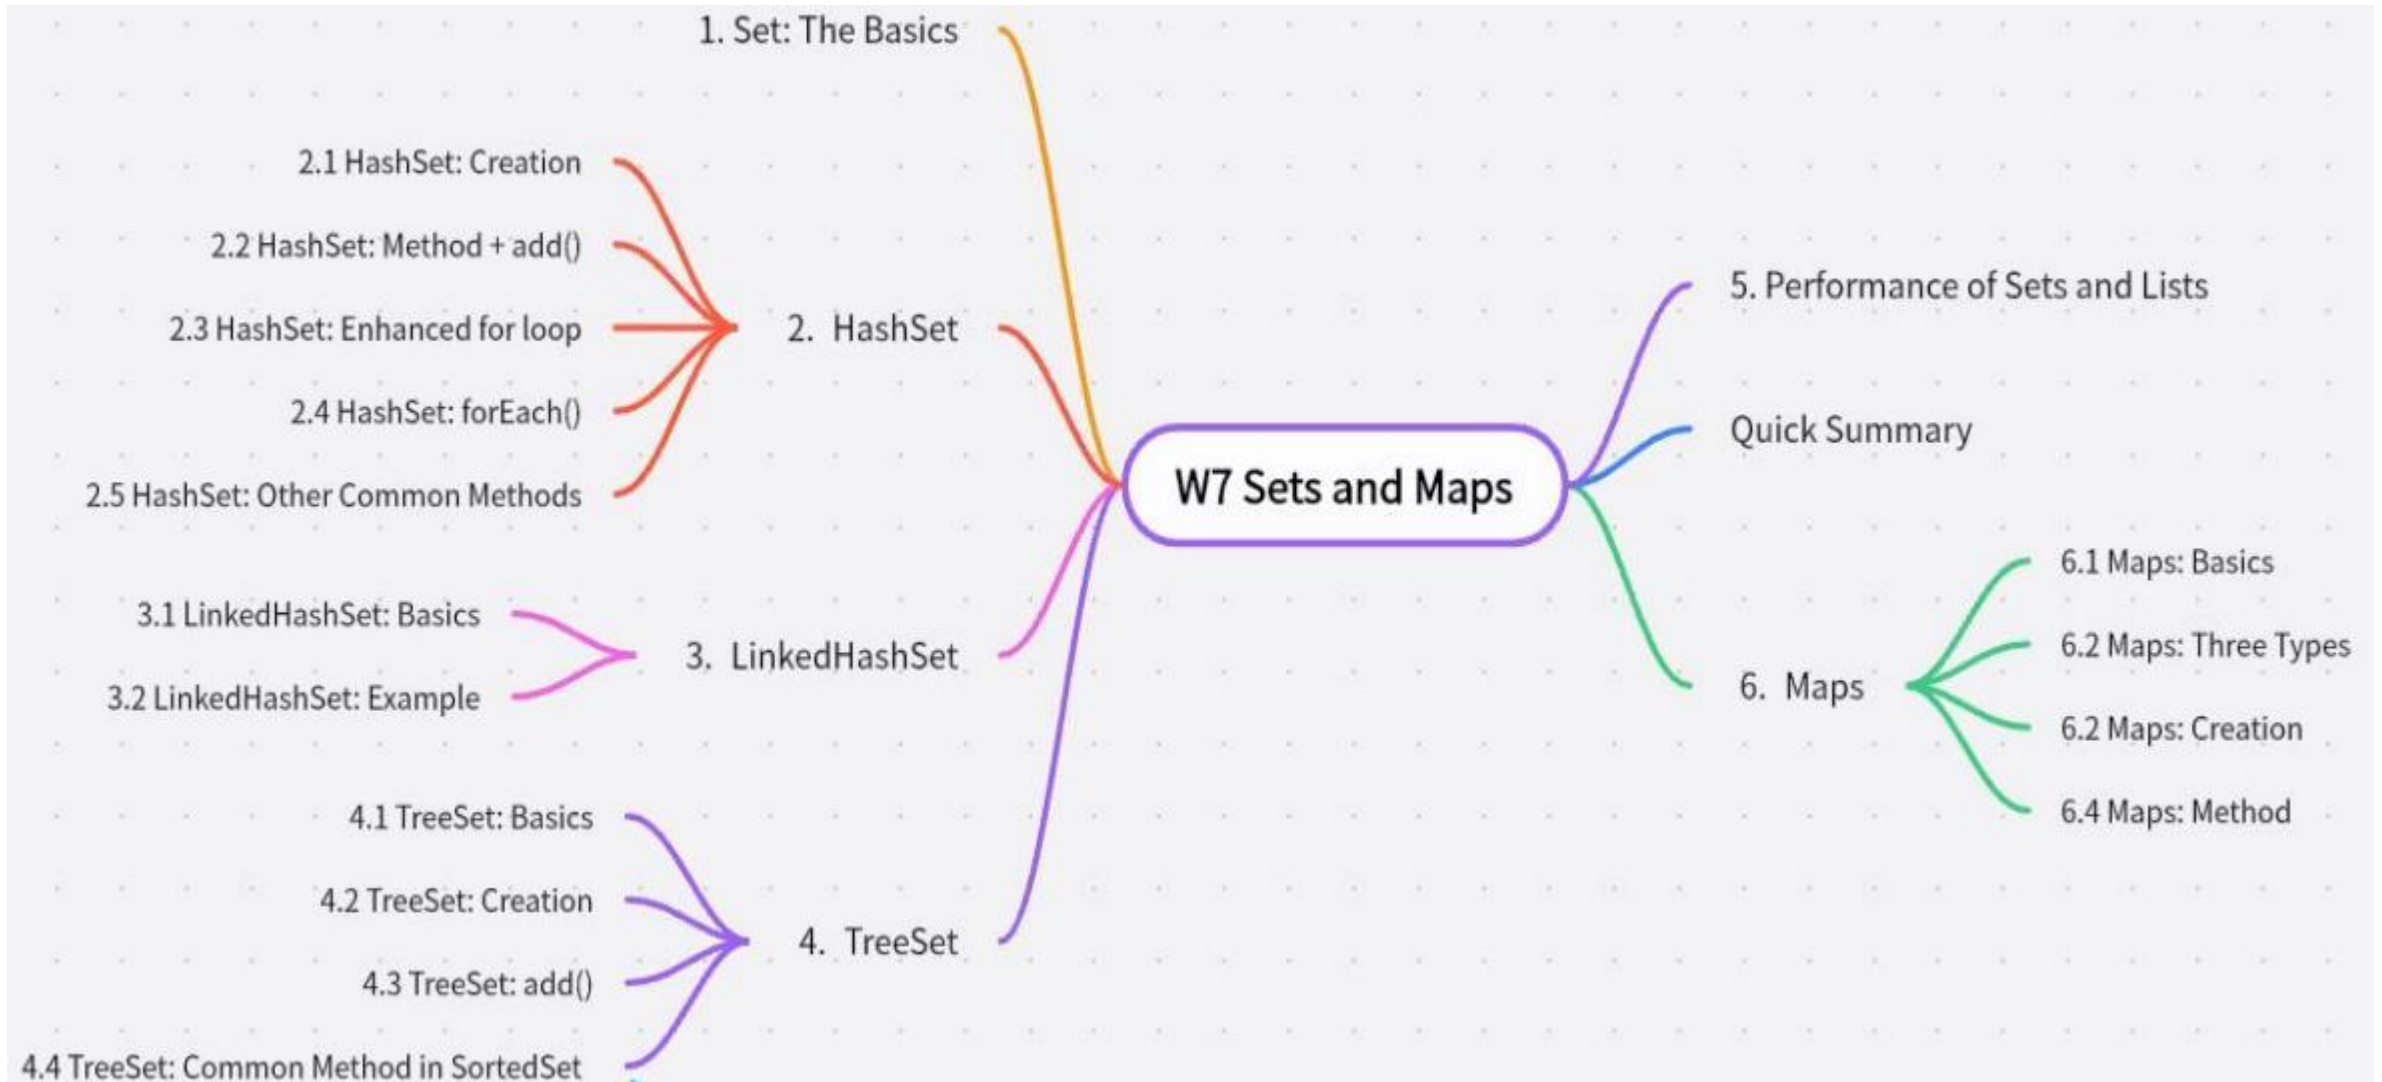 1. Set: The Basics
2.1 HashSet: Creation
2.2 HashSet: Method + add()
2.3 HashSet: Enhanced for loop
2.4 HashSet: forEach()
2.5 HashSet: Other Common Methods
2. HashSet
3.1 LinkedHashSet: Basics
3.2 LinkedHashSet: Example
3. LinkedHashSet
4.1 TreeSet: Basics
4.2 TreeSet: Creation
4.3 TreeSet: add()
4.4 TreeSet: Common Method in SortedSet
4. TreeSet
W7 Sets and Maps
5. Performance of Sets and Lists
Quick Summary
6. Maps
6.1 Maps: Basics
6.2 Maps: Three Types
6.2 Maps: Creation
6.4 Maps: Method